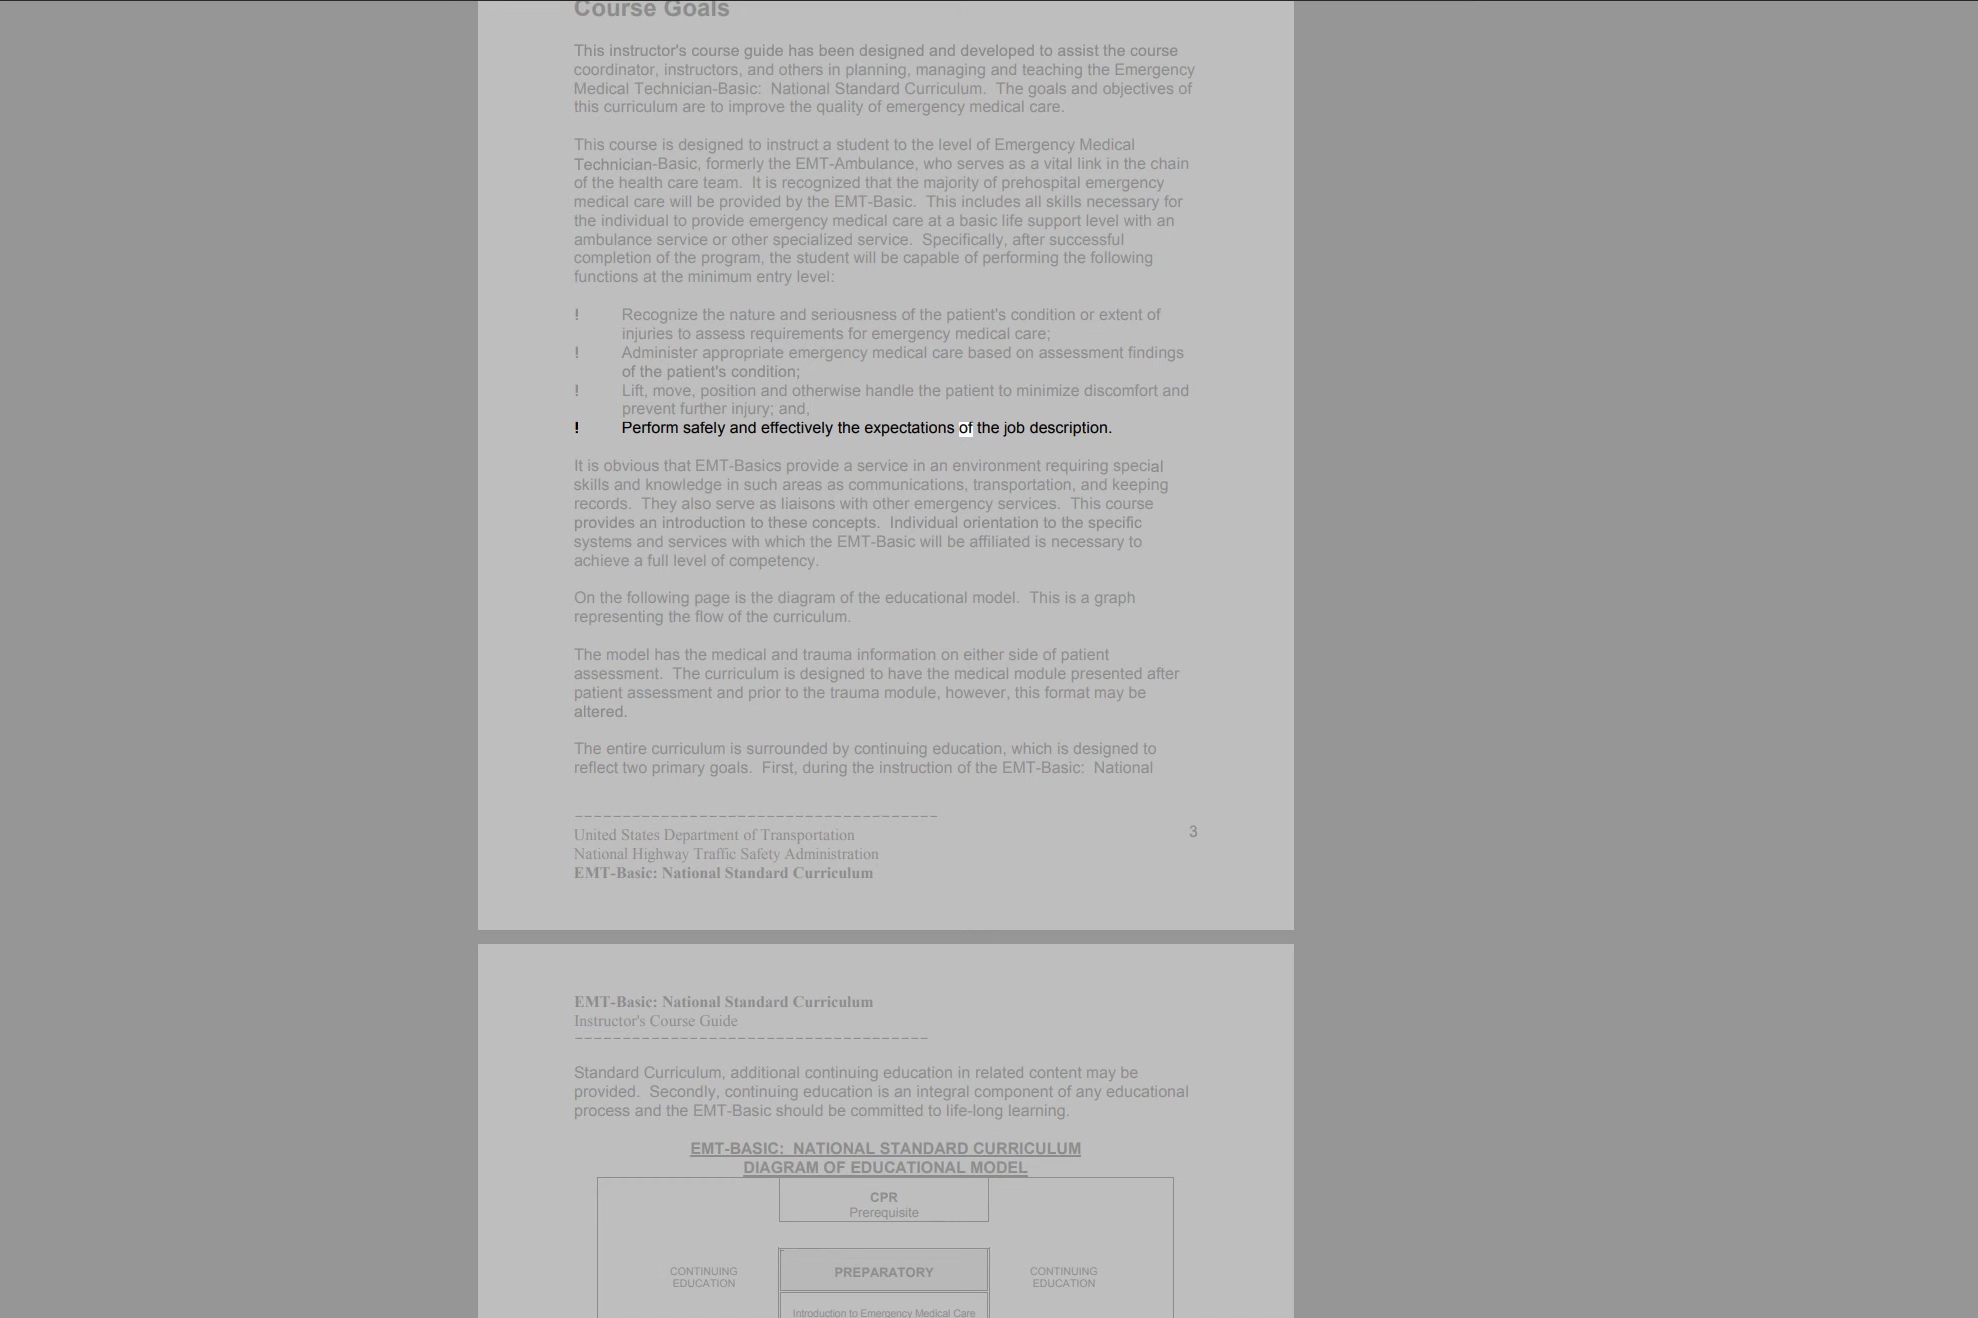 Course Goals
This instructor's course guide has been designed and developed to assist the course
coordinator, instructors, and others in planning, managing and teaching the Emergency
Medical Technician-Basic:  National Standard Curriculum.  The goals and objectives of
this curriculum are to improve the quality of emergency medical care.
This course is designed to instruct a student to the level of Emergency Medical
Technician-Basic, formerly the EMT-Ambulance, who serves as a vital link in the chain
of the health care team.  It is recognized that the majority of prehospital emergency
medical care will be provided by the EMT-Basic.  This includes all skills necessary for
the individual to provide emergency medical care at a basic life support level with an
ambulance service or other specialized service.  Specifically, after successful
completion of the program, the student will be capable of performing the following
functions at the minimum entry level:
! Recognize the nature and seriousness of the patient's condition or extent of
injuries to assess requirements for emergency medical care;
! Administer appropriate emergency medical care based on assessment findings
of the patient's condition;
! Lift, move, position and otherwise handle the patient to minimize discomfort and
prevent further injury; and,
! Perform safely and effectively the expectations of the job description.
It is obvious that EMT-Basics provide a service in an environment requiring special
skills and knowledge in such areas as communications, transportation, and keeping
records.  They also serve as liaisons with other emergency services.  This course
provides an introduction to these concepts.  Individual orientation to the specific
systems and services with which the EMT-Basic will be affiliated is necessary to
achieve a full level of competency.
On the following page is the diagram of the educational model.  This is a graph
representing the flow of the curriculum.
The model has the medical and trauma information on either side of patient
assessment.  The curriculum is designed to have the medical module presented after
patient assessment and prior to the trauma module, however, this format may be
altered.
The entire curriculum is surrounded by continuing education, which is designed to
reflect two primary goals.  First, during the instruction of the EMT-Basic:  National
United States Department of Transportation
3
National Highway Traffic Safety Administration
EMT-Basic: National Standard Curriculum
EMT-Basic: National Standard Curriculum
Instructor's Course Guide
Standard Curriculum, additional continuing education in related content may be
provided.  Secondly, continuing education is an integral component of any educational
process and the EMT-Basic should be committed to life-long learning.
EMT-BASIC:  NATIONAL STANDARD CURRICULUM
DIAGRAM OF EDUCATIONAL MODEL
CPR
Prerequisite
CONTINUING
EDUCATION
PREPARATORY
CONTINUING
EDUCATION
Introduction to Emergency Medical Care